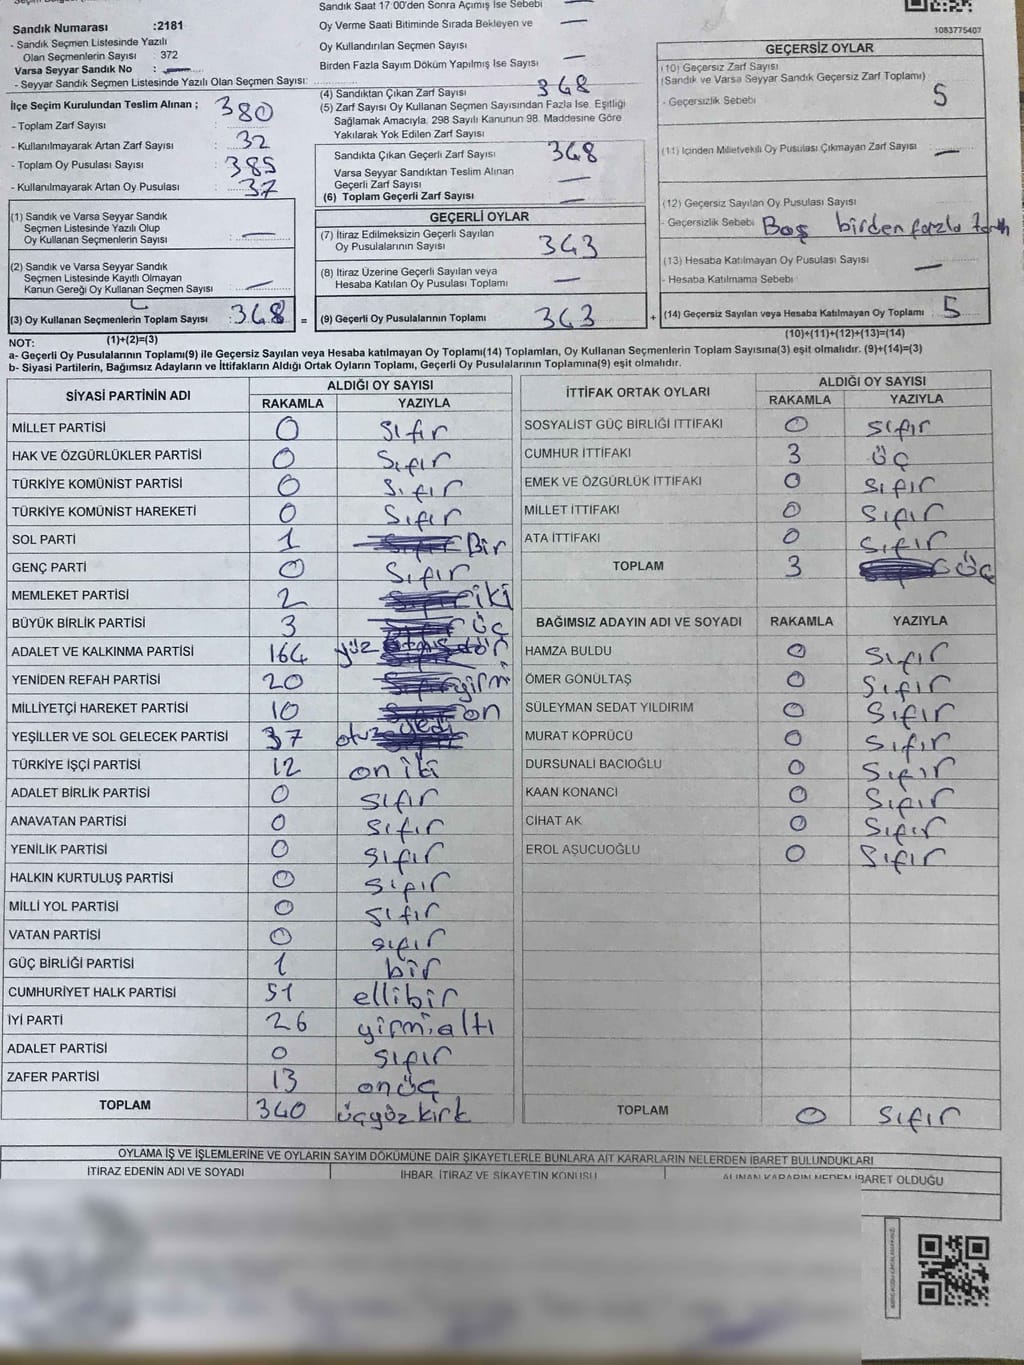 Sandık Numarası :2181
- Sandık Seçmen Listesinde Yazılı
Olan Seçmenlerin Sayısı : 372
Varsa Seyyar Sandık No : —
- Seyyar Sandık Seçmen Listesinde Yazılı Olan Seçmen Sayısı:
İlçe Seçim Kurulundan Teslim Alınan ;
- Toplam Zarf Sayısı : 380
- Kullanılmayarak Artan Zarf Sayısı : 32
- Toplam Oy Pusulası Sayısı : 385
- Kullanılmayarak Artan Oy Pusulası : 37
(1) Sandık ve Varsa Seyyar Sandık
Seçmen Listesinde Yazılı Olup
Oy Kullanan Seçmenlerin Sayısı : —
(2) Sandık ve Varsa Seyyar Sandık
Seçmen Listesinde Kayıtlı Olmayan
Kanun Gereği Oy Kullanan Seçmen Sayısı : —
(3) Oy Kullanan Seçmenlerin Toplam Sayısı : 368 =
(1)+(2)=(3)
Sandık Saat 17:00'den Sonra Açımış İse Sebebi —
Oy Verme Saati Bitiminde Sırada Bekleyen ve —
Oy Kullandırılan Seçmen Sayısı
Birden Fazla Sayım Döküm Yapılmış İse Sayısı —
(4) Sandıktan Çıkan Zarf Sayısı 368
(5) Zarf Sayısı Oy Kullanan Seçmen Sayısından Fazla İse, Eşitliği
Sağlamak Amacıyla, 298 Sayılı Kanunun 98. Maddesine Göre
Yakılarak Yok Edilen Zarf Sayısı
Sandıkta Çıkan Geçerli Zarf Sayısı 368
Varsa Seyyar Sandıktan Teslim Alınan
Geçerli Zarf Sayısı —
(6) Toplam Geçerli Zarf Sayısı —
GEÇERLİ OYLAR
(7) İtiraz Edilmeksizin Geçerli Sayılan
Oy Pusulalarının Sayısı 343
(8) İtiraz Üzerine Geçerli Sayılan veya
Hesaba Katılan Oy Pusulası Toplamı —
(9) Geçerli Oy Pusulalarının Toplamı 343 +
1083775407
GEÇERSİZ OYLAR
(10) Geçersiz Zarf Sayısı
(Sandık ve Varsa Seyyar Sandık Geçersiz Zarf Toplamı)
- Geçersizlik Sebebi 5
(11) İçinden Milletvekili Oy Pusulası Çıkmayan Zarf Sayısı —
(12) Geçersiz Sayılan Oy Pusulası Sayısı
- Geçersizlik Sebebi Boş birden fazla
(13) Hesaba Katılmayan Oy Pusulası Sayısı —
- Hesaba Katılmama Sebebi
(14) Geçersiz Sayılan veya Hesaba Katılmayan Oy Toplamı : 5
(10)+(11)+(12)+(13)=(14)
NOT:
a- Geçerli Oy Pusulalarının Toplamı(9) ile Geçersiz Sayılan veya Hesaba katılmayan Oy Toplamı(14) Toplamları, Oy Kullanan Seçmenlerin Toplam Sayısına(3) eşit olmalıdır. (9)+(14)=(3)
b- Siyasi Partilerin, Bağımsız Adayların ve İttifakların Aldığı Ortak Oyların Toplamı, Geçerli Oy Pusulalarının Toplamına(9) eşit olmalıdır.
SİYASİ PARTİNİN ADI ALDIĞI OY SAYISI
RAKAMLA YAZIYLA
MİLLET PARTİSİ 0 sıfır
HAK VE ÖZGÜRLÜKLER PARTİSİ 0 sıfır
TÜRKİYE KOMÜNİST PARTİSİ 0 sıfır
TÜRKİYE KOMÜNİST HAREKETİ 0 sıfır
SOL PARTİ 1 Bir
GENÇ PARTİ 0 sıfır
MEMLEKET PARTİSİ 2 iki
BÜYÜK BİRLİK PARTİSİ 3 üç
ADALET VE KALKINMA PARTİSİ 164 yüz
YENİDEN REFAH PARTİSİ 20 yirmi
MİLLİYETÇİ HAREKET PARTİSİ 10 on
YEŞİLLER VE SOL GELECEK PARTİSİ 37 otuz yedi
TÜRKİYE İŞÇİ PARTİSİ 12 on iki
ADALET BİRLİK PARTİSİ 0 sıfır
ANAVATAN PARTİSİ 0 sıfır
YENİLİK PARTİSİ 0 sıfır
HALKIN KURTULUŞ PARTİSİ 0 sıfır
MİLLİ YOL PARTİSİ 0 sıfır
VATAN PARTİSİ 0 sıfır
GÜÇ BİRLİĞİ PARTİSİ 1 bir
CUMHURİYET HALK PARTİSİ 51 ellibir
İYİ PARTİ 26 yirmialtı
ADALET PARTİSİ 0 sıfır
ZAFER PARTİSİ 13 onüç
TOPLAM 340 üçyüz kırk
İTTİFAK ORTAK OYLARI ALDIĞI OY SAYISI
RAKAMLA YAZIYLA
SOSYALİST GÜÇ BİRLİĞİ İTTİFAKI 0 sıfır
CUMHUR İTTİFAKI 3 üç
EMEK VE ÖZGÜRLÜK İTTİFAKI 0 sıfır
MİLLET İTTİFAKI 0 sıfır
ATA İTTİFAKI 0 sıfır
TOPLAM 3 üç
BAĞIMSIZ ADAYIN ADI VE SOYADI RAKAMLA YAZIYLA
HAMZA BULDU 0 sıfır
ÖMER GÖNÜLTAŞ 0 sıfır
SÜLEYMAN SEDAT YILDIRIM 0 sıfır
MURAT KÖPRÜCÜ 0 sıfır
DURSUNALİ BACIOĞLU 0 sıfır
KAAN KONANCİ 0 sıfır
CİHAT AK 0 sıfır
EROL AŞUCUOĞLU 0 sıfır
TOPLAM 0 sıfır
OYLAMA İŞ VE İŞLEMLERİNE VE OYLARIN SAYIM DÖKÜMÜNE DAİR ŞİKAYETLERLE BUNLARA AİT KARARLARIN NELERDEN İBARET BULUNDUKLARI
İTİRAZ EDENİN ADI VE SOYADI İHBAR, İTİRAZ VE ŞİKAYETİN KONUSU ALINAN KARARIN NEDEN İBARET OLDUĞU